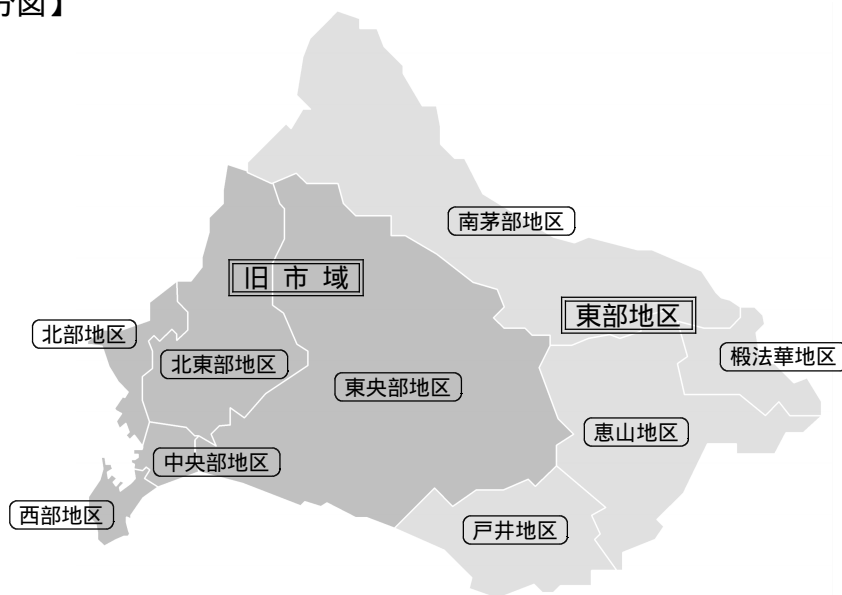 分図】
南茅部地区
旧市域
東部地区
北部地区
椴法華地区
北東部地区
東央部地区
恵山地区
中央部地区
西部地区
戸井地区